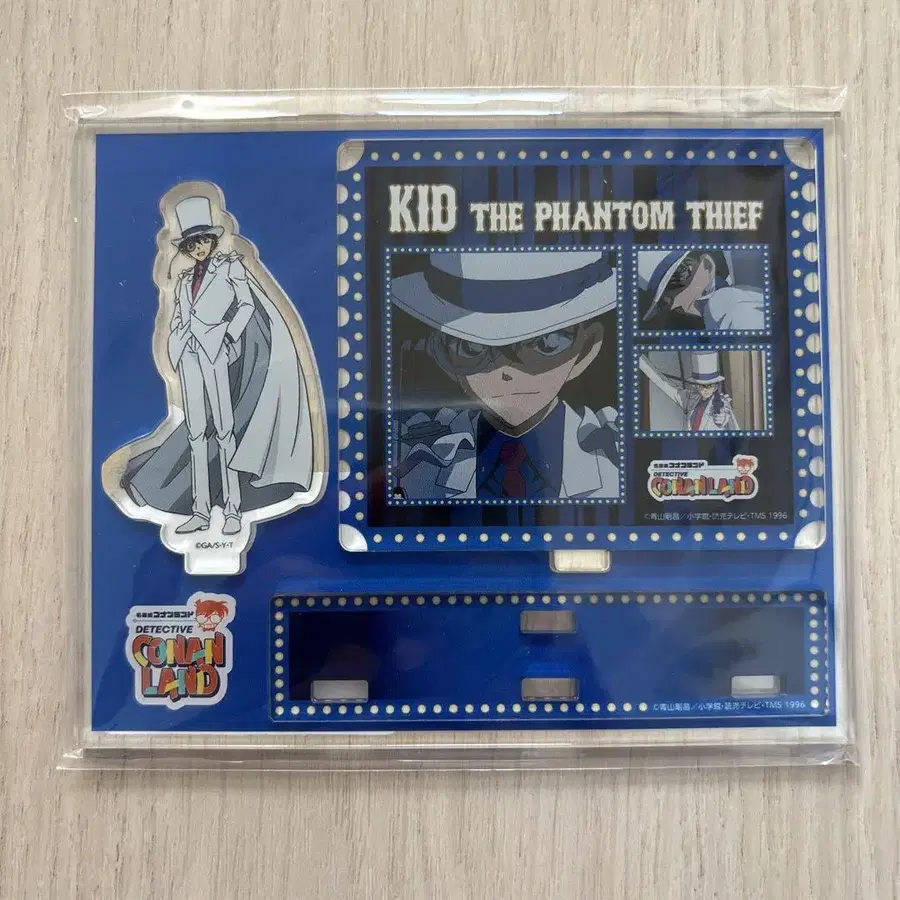 KID THE PHANTOM THIEF
名探偵コナンランド
DETECTIVE
CONAN LAND
©青山剛昌/小学館・読売テレビ・TMS 1996
©GA/S・Y・T
名探偵コナンランド
DETECTIVE
CONAN
LAND
©青山剛昌/小学館・読売テレビ・TMS 1996